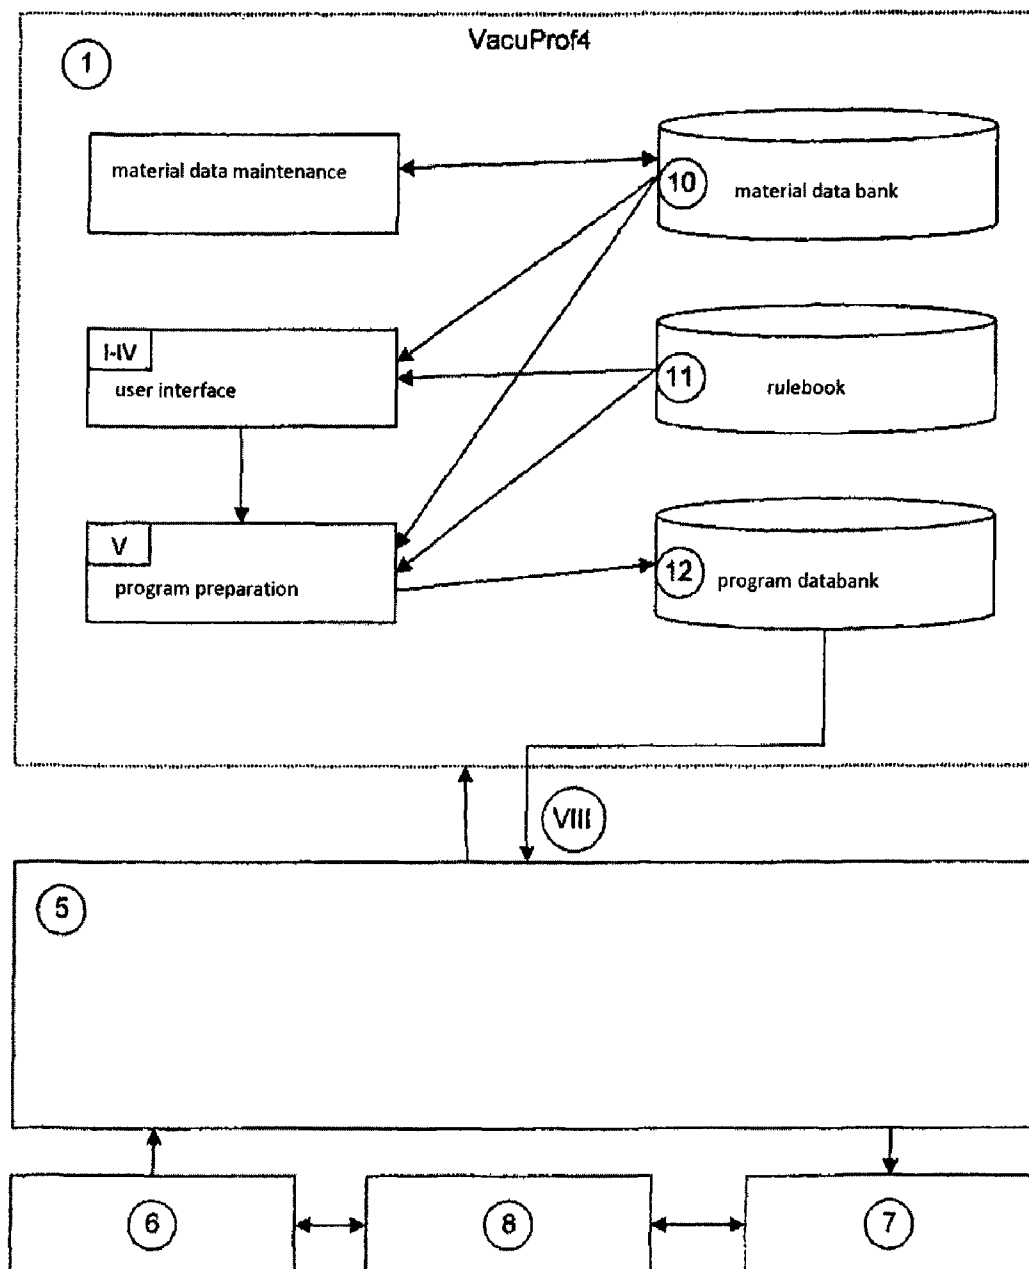 VacuProf4
1
material data maintenance
10
material data bank
I-IV
user interface
11
rulebook
V
program preparation
12
program databank
VIII
5
6
8
7